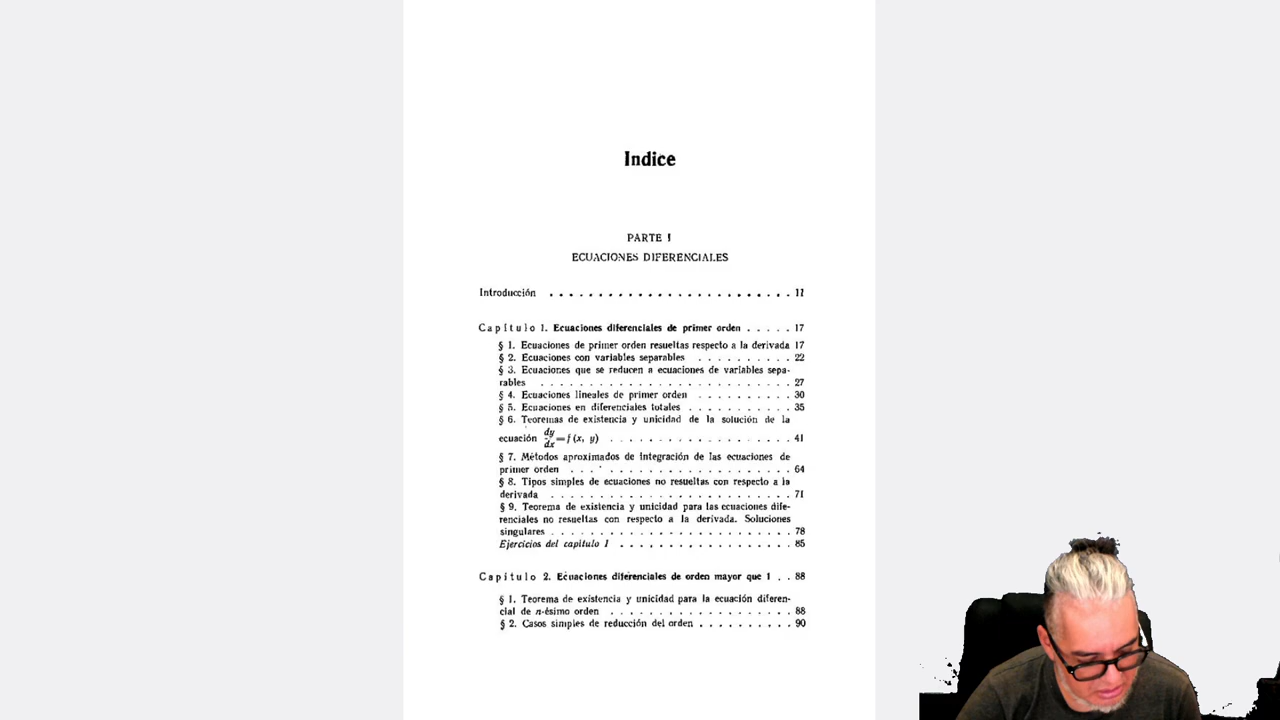 Indice
PARTE I
ECUACIONES DIFERENCIALES
Introducción . . . . . . . . . . . . . . . . . . . . . . . . . 11
Capítulo 1. Ecuaciones diferenciales de primer orden . . . . . 17
§ 1. Ecuaciones de primer orden resueltas respecto a la derivada 17
§ 2. Ecuaciones con variables separables . . . . . . . . . . 22
§ 3. Ecuaciones que se reducen a ecuaciones de variables sepa-
rables . . . . . . . . . . . . . . . . . . . . . . . . . 27
§ 4. Ecuaciones lineales de primer orden . . . . . . . . . . 30
§ 5. Ecuaciones en diferenciales totales . . . . . . . . . . . 35
§ 6. Teoremas de existencia y unicidad de la solución de la
ecuación dy/dx=f(x, y) . . . . . . . . . . . . . . . . . . . 41
§ 7. Métodos aproximados de integración de las ecuaciones de
primer orden . . . . . . . . . . . . . . . . . . . . . . 64
§ 8. Tipos simples de ecuaciones no resueltas con respecto a la
derivada . . . . . . . . . . . . . . . . . . . . . . . . 71
§ 9. Teorema de existencia y unicidad para las ecuaciones dife-
renciales no resueltas con respecto a la derivada. Soluciones
singulares . . . . . . . . . . . . . . . . . . . . . . . . 78
Ejercicios del capítulo 1 . . . . . . . . . . . . . . . . . . 85
Capítulo 2. Ecuaciones diferenciales de orden mayor que 1 . . 88
§ 1. Teorema de existencia y unicidad para la ecuación diferen-
cial de n-ésimo orden . . . . . . . . . . . . . . . . . . . 88
§ 2. Casos simples de reducción del orden . . . . . . . . . . 90